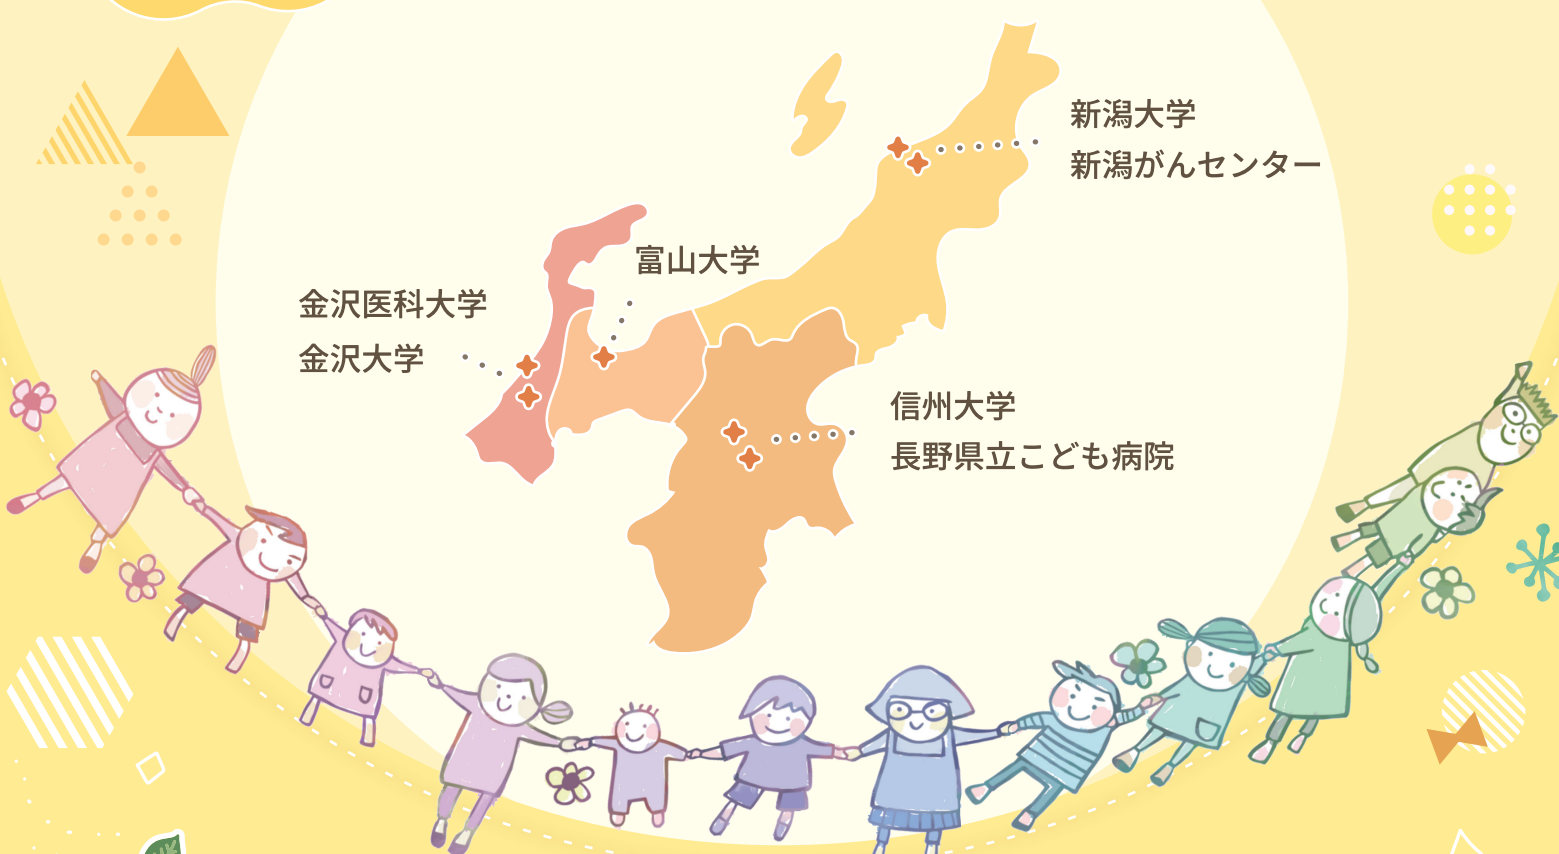 新潟大学
新潟がんセンター
富山大学
金沢医科大学
金沢大学
信州大学
長野県立こども病院